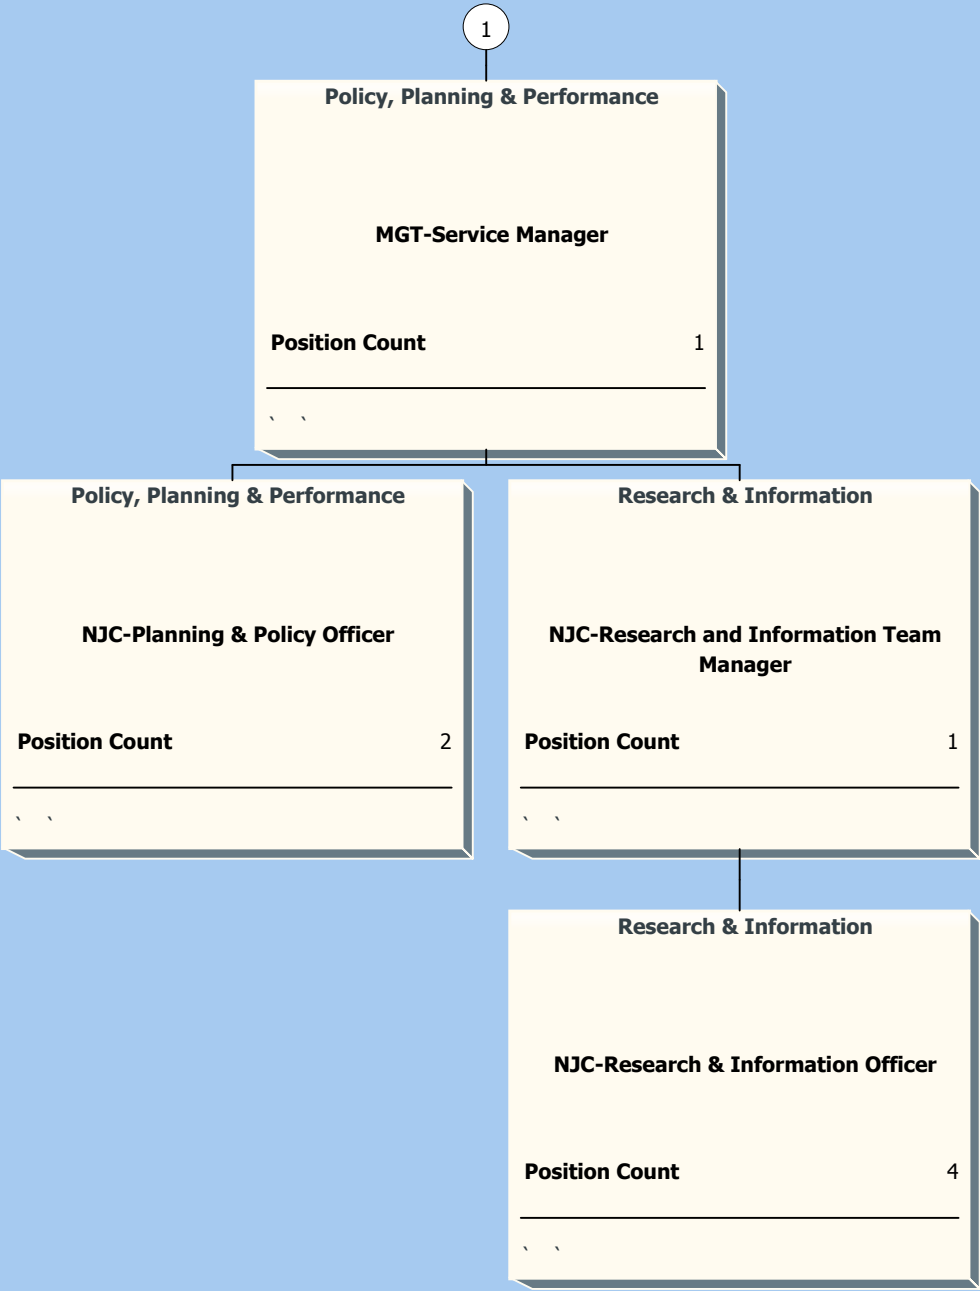 1
Policy, Planning & Performance
MGT-Service Manager
Position Count 1
` `
Policy, Planning & Performance
NJC-Planning & Policy Officer
Position Count 2
` `
Research & Information
NJC-Research and Information Team
Manager
Position Count 1
` `
Research & Information
NJC-Research & Information Officer
Position Count 4
` `